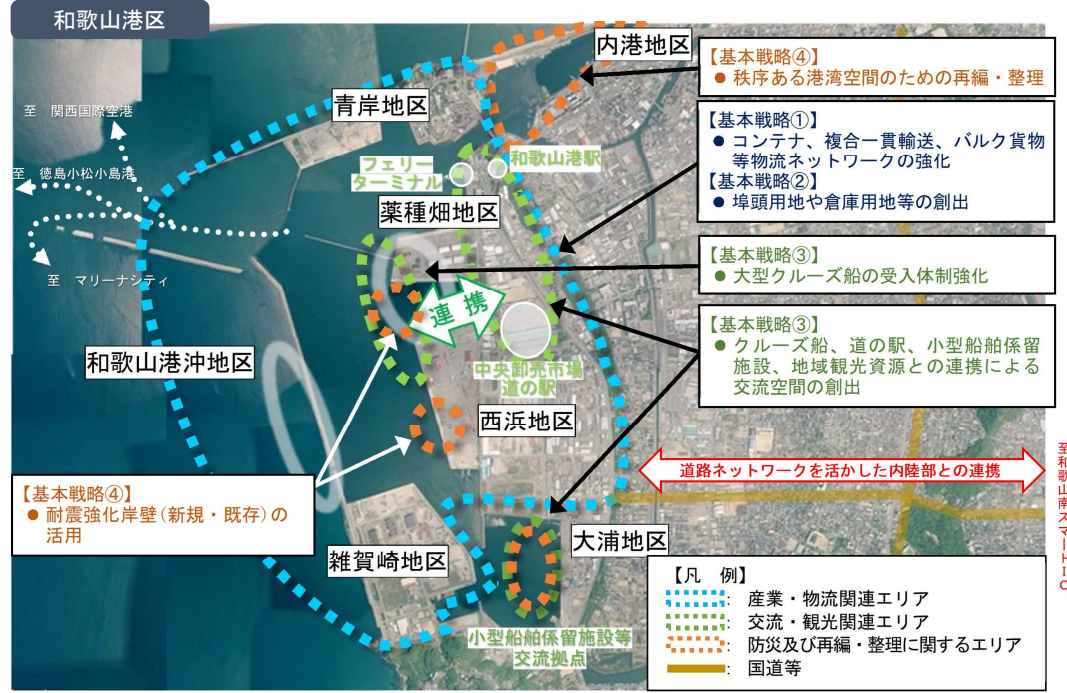 和歌山港区
内港地区
【基本戦略④】
● 秩序ある港湾空間のための再編・整理
青岸地区
至　関西国際空港
【基本戦略①】
● コンテナ、複合一貫輸送、バルク貨物
等物流ネットワークの強化
【基本戦略②】
● 埠頭用地や倉庫用地等の創出
和歌山港駅
フェリー
ターミナル
至　徳島小松小島港
薬種畑地区
【基本戦略③】
● 大型クルーズ船の受入体制強化
至　マリーナシティ
連携
【基本戦略③】
● クルーズ船、道の駅、小型船舶係留
施設、地域観光資源との連携による
交流空間の創出
和歌山港沖地区
中央卸売市場
道の駅
西浜地区
道路ネットワークを活かした内陸部との連携
至和歌山南スマートIC
【基本戦略④】
● 耐震強化岸壁（新規・既存）の
活用
大浦地区
雑賀崎地区
小型船舶係留施設等
交流拠点
【凡　例】
：産業・物流関連エリア
：交流・観光関連エリア
：防災及び再編・整理に関するエリア
：国道等